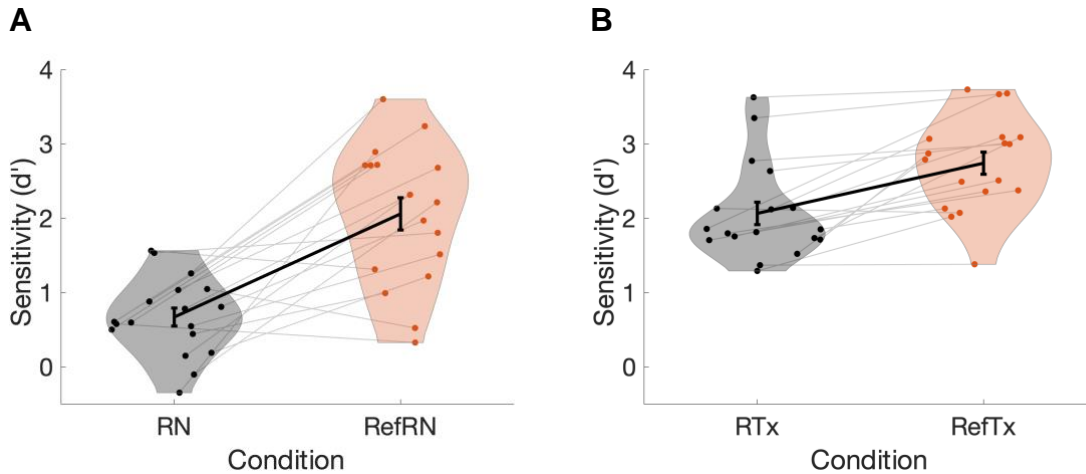 A
Sensitivity (d')
4
3
2
1
0
RN
RefRN
Condition
B
Sensitivity (d')
4
3
2
1
0
RTx
RefTx
Condition